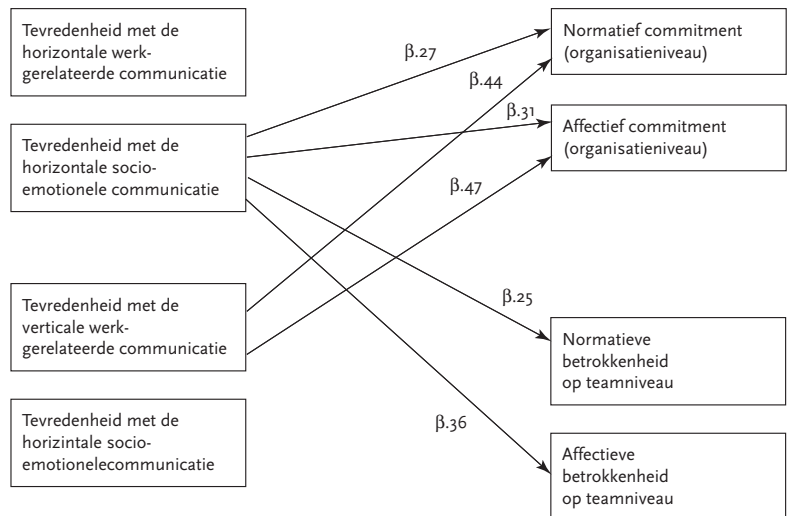 Tevredenheid met de
horizontale werk-
gerelateerde communicatie
Tevredenheid met de
horizontale socio-
emotionele communicatie
Tevredenheid met de
verticale werk-
gerelateerde communicatie
Tevredenheid met de
horizintale socio-
emotionelecommunicatie
β.27
β.44
β.31
β.47
β.25
β.36
Normatief commitment
(organisatieniveau)
Affectief commitment
(organisatieniveau)
Normatieve
betrokkenheid
op teamniveau
Affectieve
betrokkenheid
op teamniveau